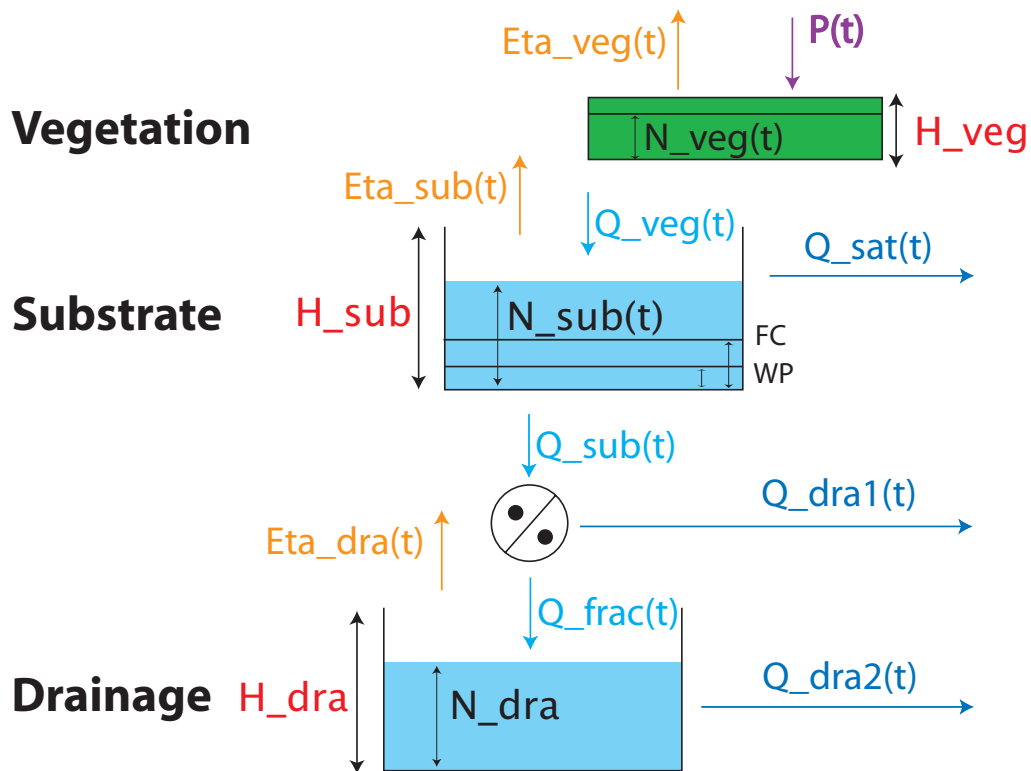 Eta_veg(t)
P(t)
Vegetation
N_veg(t)
H_veg
Eta_sub(t)
Q_veg(t)
Q_sat(t)
Substrate
H_sub
N_sub(t)
FC
WP
Q_sub(t)
Q_dra1(t)
Eta_dra(t)
Q_frac(t)
Drainage
H_dra
N_dra
Q_dra2(t)